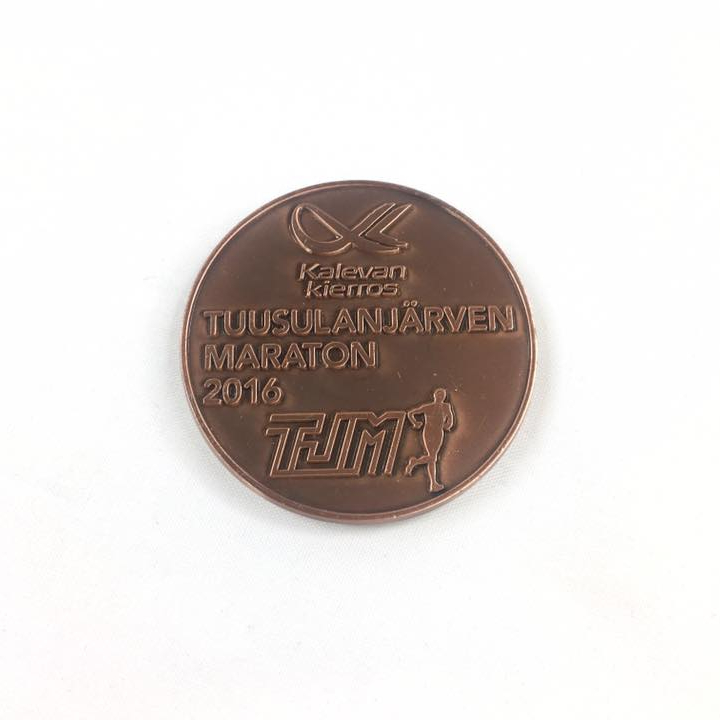 Kalevan
kierros
TUUSULANJÄRVEN
MARATON
2016
TJM